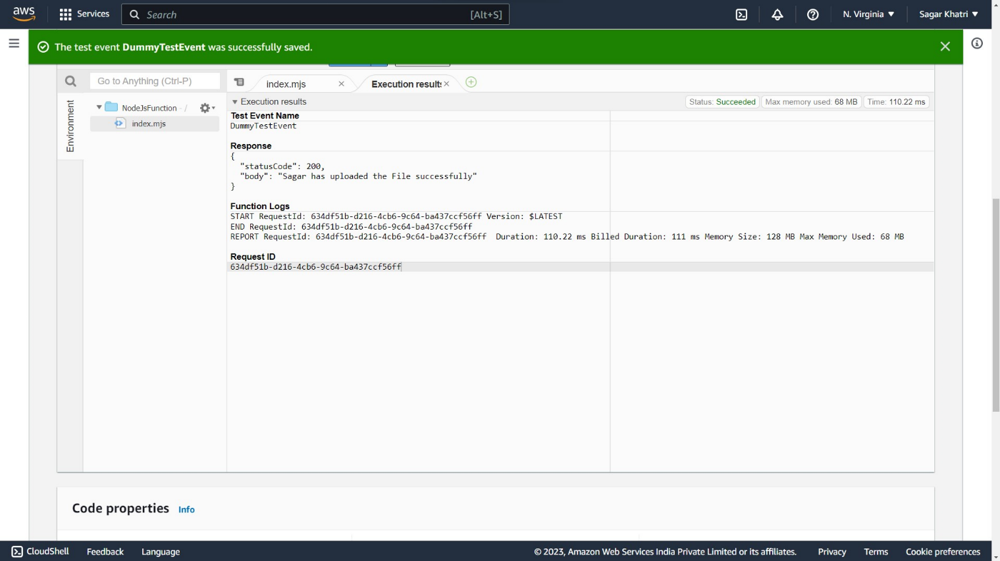 aws Services Search [Alt+S] N. Virginia ▼ Sagar Khatri ▼
The test event DummyTestEvent was successfully saved.
Go to Anything (Ctrl-P) index.mjs Execution results
Environment
NodeJsFunction - /
index.mjs
Execution results Status: Succeeded Max memory used: 68 MB Time: 110.22 ms
Test Event Name
DummyTestEvent
Response
{
"statusCode": 200,
"body": "Sagar has uploaded the File successfully"
}
Function Logs
START RequestId: 634df51b-d216-4cb6-9c64-ba437ccf56ff Version: $LATEST
END RequestId: 634df51b-d216-4cb6-9c64-ba437ccf56ff
REPORT RequestId: 634df51b-d216-4cb6-9c64-ba437ccf56ff Duration: 110.22 ms Billed Duration: 111 ms Memory Size: 128 MB Max Memory Used: 68 MB
Request ID
634df51b-d216-4cb6-9c64-ba437ccf56ff
Code properties Info
CloudShell Feedback Language © 2023, Amazon Web Services India Private Limited or its affiliates. Privacy Terms Cookie preferences